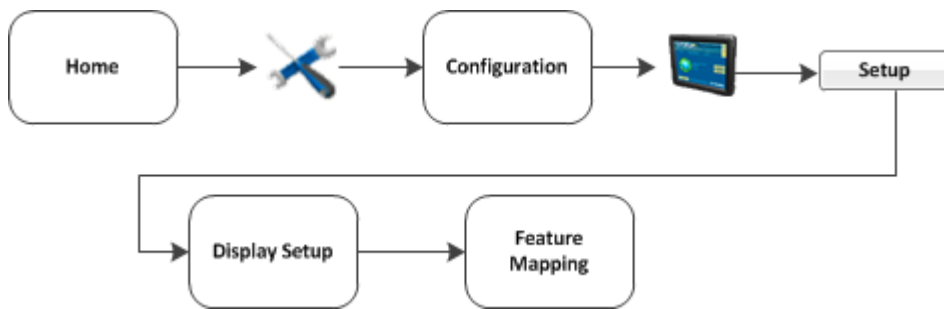 Home
Configuration
Setup
Display Setup
Feature
Mapping